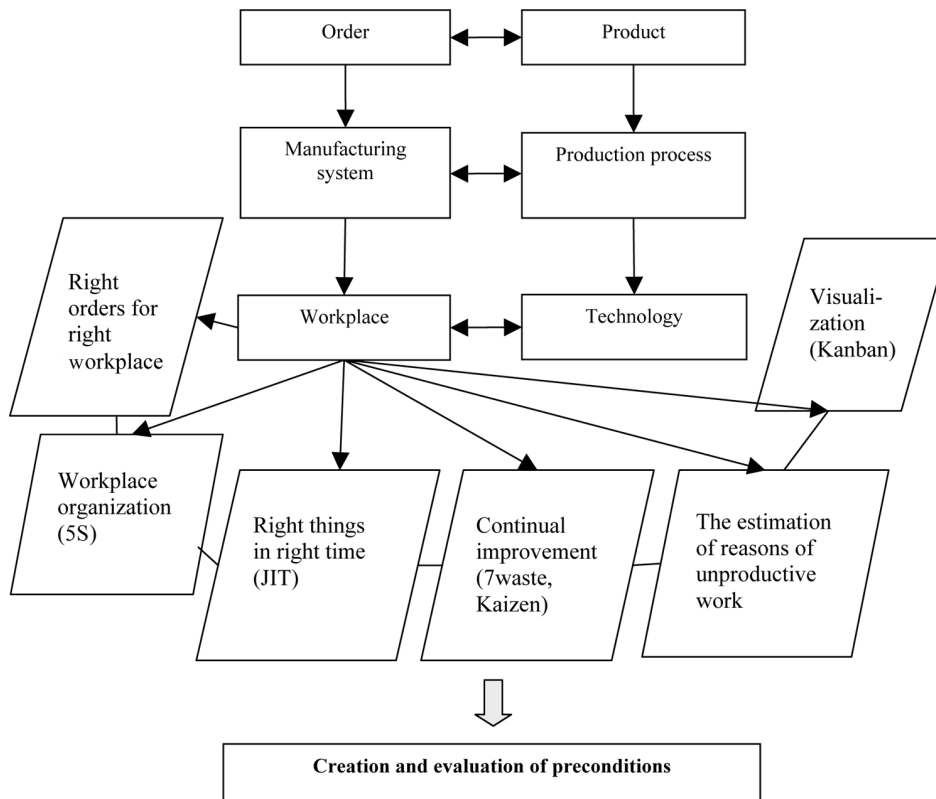 Order
Product
Manufacturing
system
Production process
Right
orders for
right
workplace
Workplace
Technology
Visuali-
zation
(Kanban)
Workplace
organization
(5S)
Right things
in right time
(JIT)
Continual
improvement
(7waste,
Kaizen)
The estimation
of reasons of
unproductive
work
Creation and evaluation of preconditions